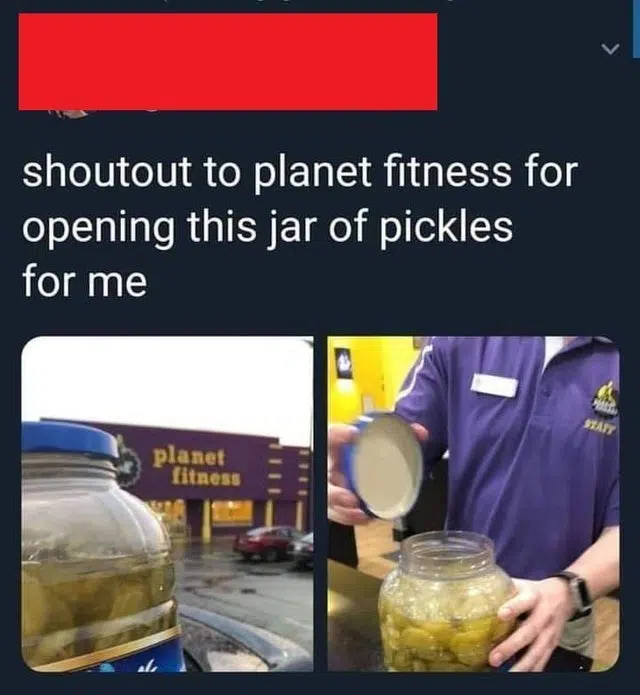 shoutout to planet fitness for
opening this jar of pickles
for me
planet
fitness
STAFF